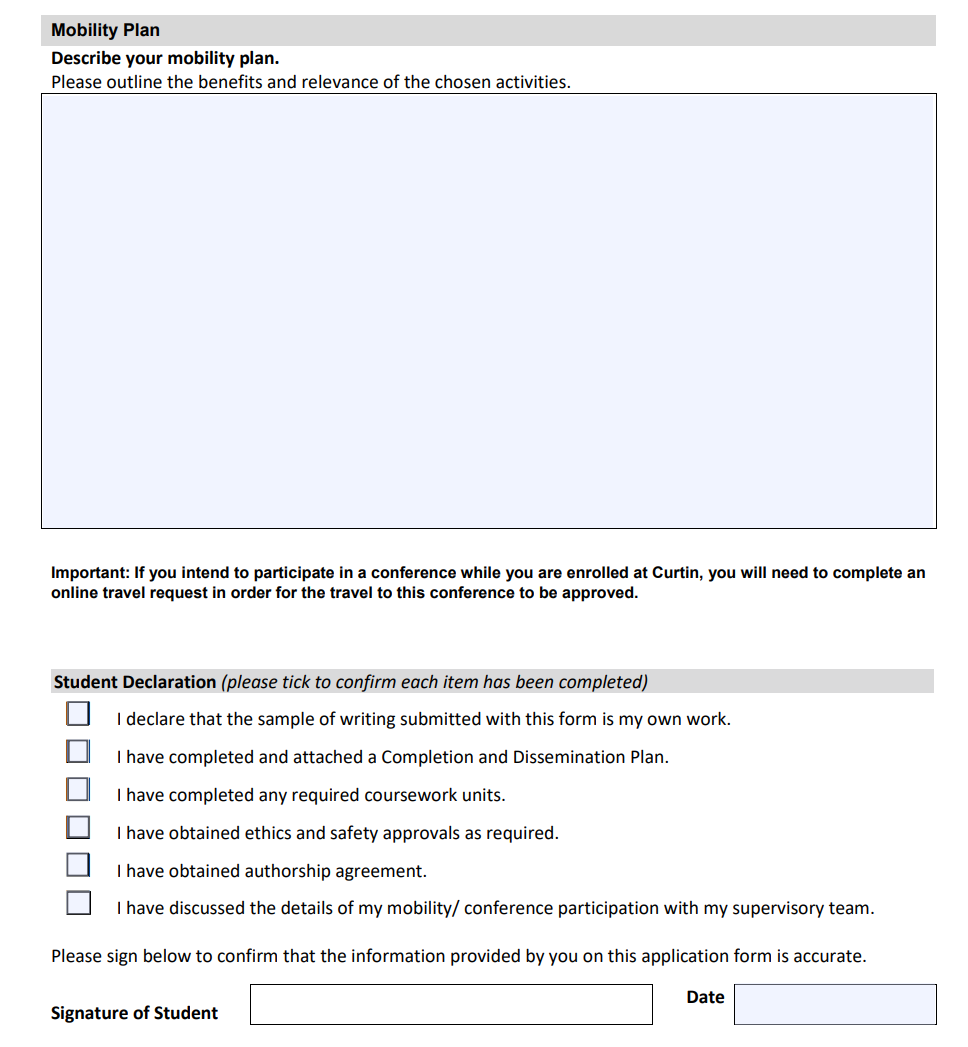 Mobility Plan
Describe your mobility plan.
Please outline the benefits and relevance of the chosen activities.
Important: If you intend to participate in a conference while you are enrolled at Curtin, you will need to complete an
online travel request in order for the travel to this conference to be approved.
Student Declaration (please tick to confirm each item has been completed)
I declare that the sample of writing submitted with this form is my own work.
I have completed and attached a Completion and Dissemination Plan.
I have completed any required coursework units.
I have obtained ethics and safety approvals as required.
I have obtained authorship agreement.
I have discussed the details of my mobility/ conference participation with my supervisory team.
Please sign below to confirm that the information provided by you on this application form is accurate.
Signature of Student Date